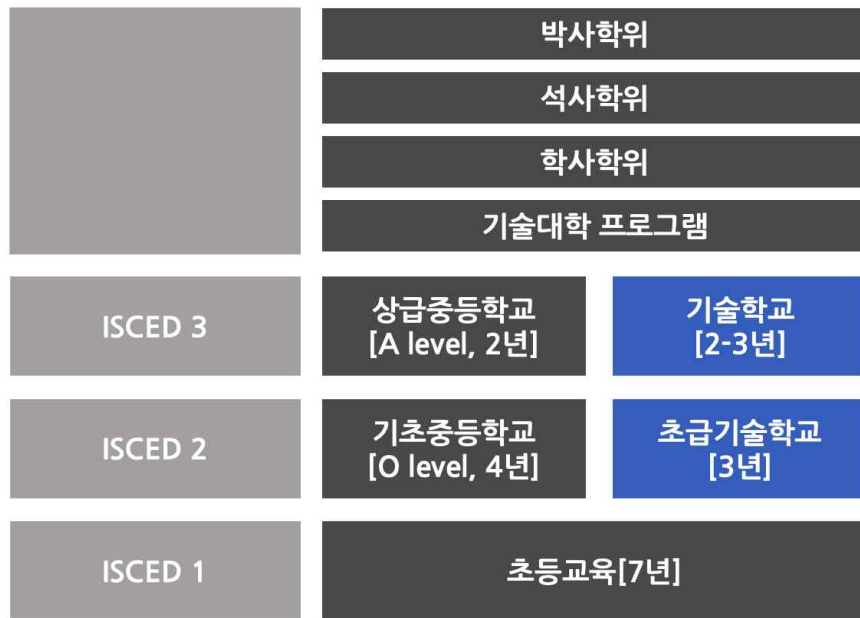 박사학위
석사학위
학사학위
기술대학 프로그램
ISCED 3
상급중등학교
[A level, 2년]
기술학교
[2-3년]
ISCED 2
기초중등학교
[O level, 4년]
초급기술학교
[3년]
ISCED 1
초등교육[7년]